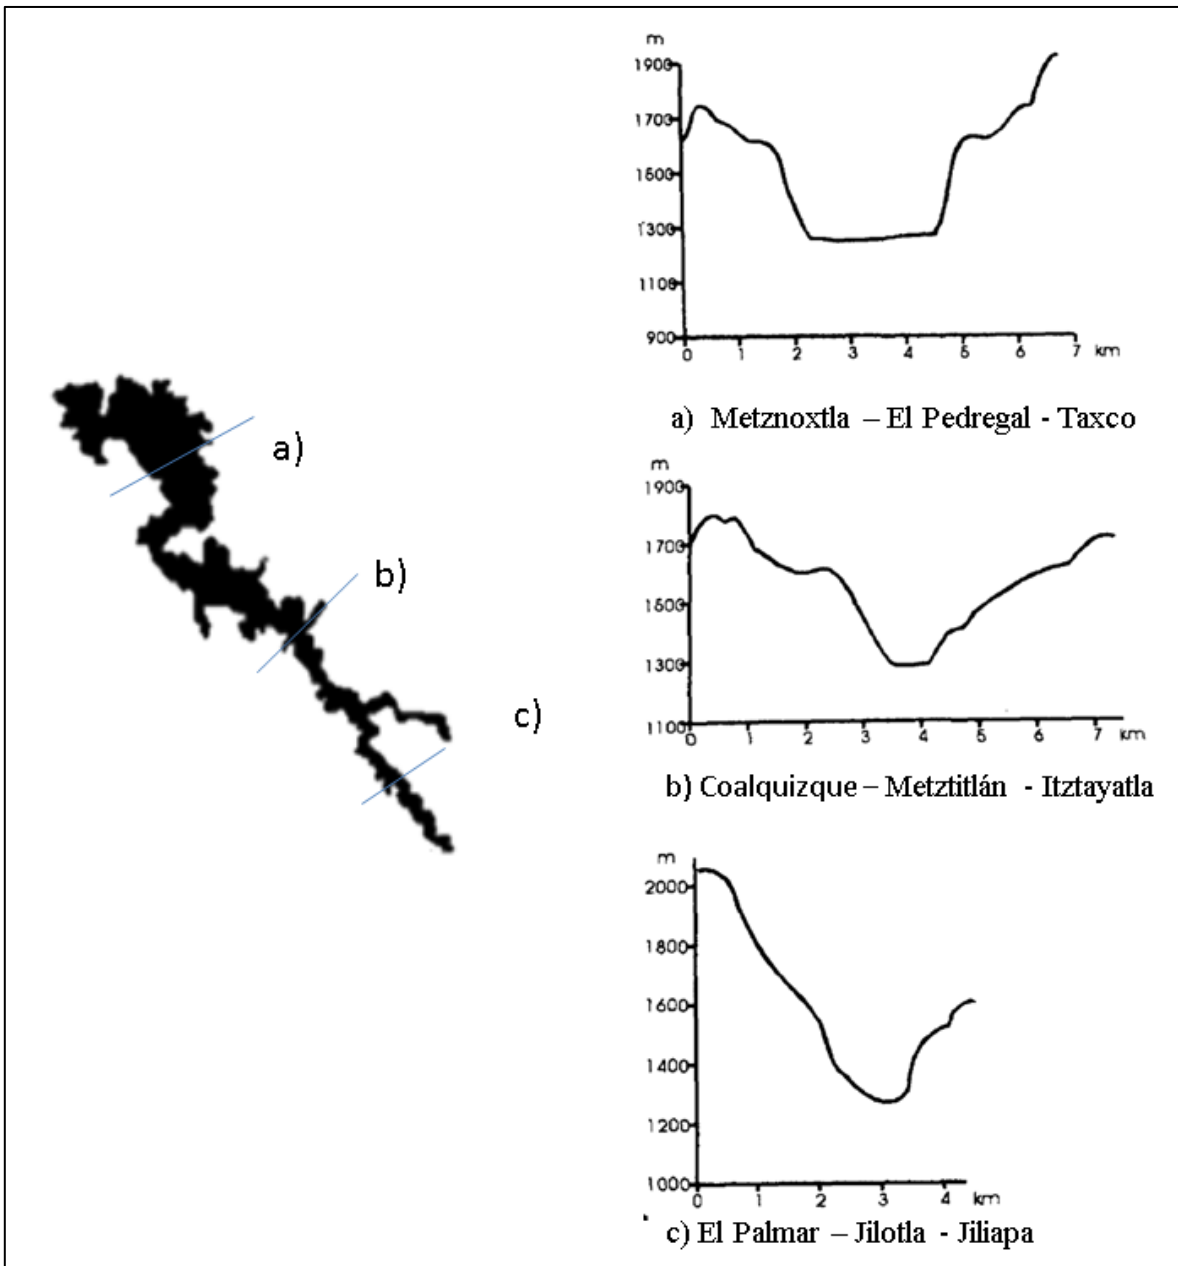 a)
b)
c)
m
1900
1700
1500
1300
1100
900
0 1 2 3 4 5 6 7 km
a) Metznoxtla – El Pedregal - Taxco
m
1900
1700
1500
1300
1100
0 1 2 3 4 5 6 7 km
b) Coalquizque – Metztitlán - Itztayatla
m
2000
1800
1600
1400
1200
1000
0 1 2 3 4 km
c) El Palmar – Jilotla - Jiliapa